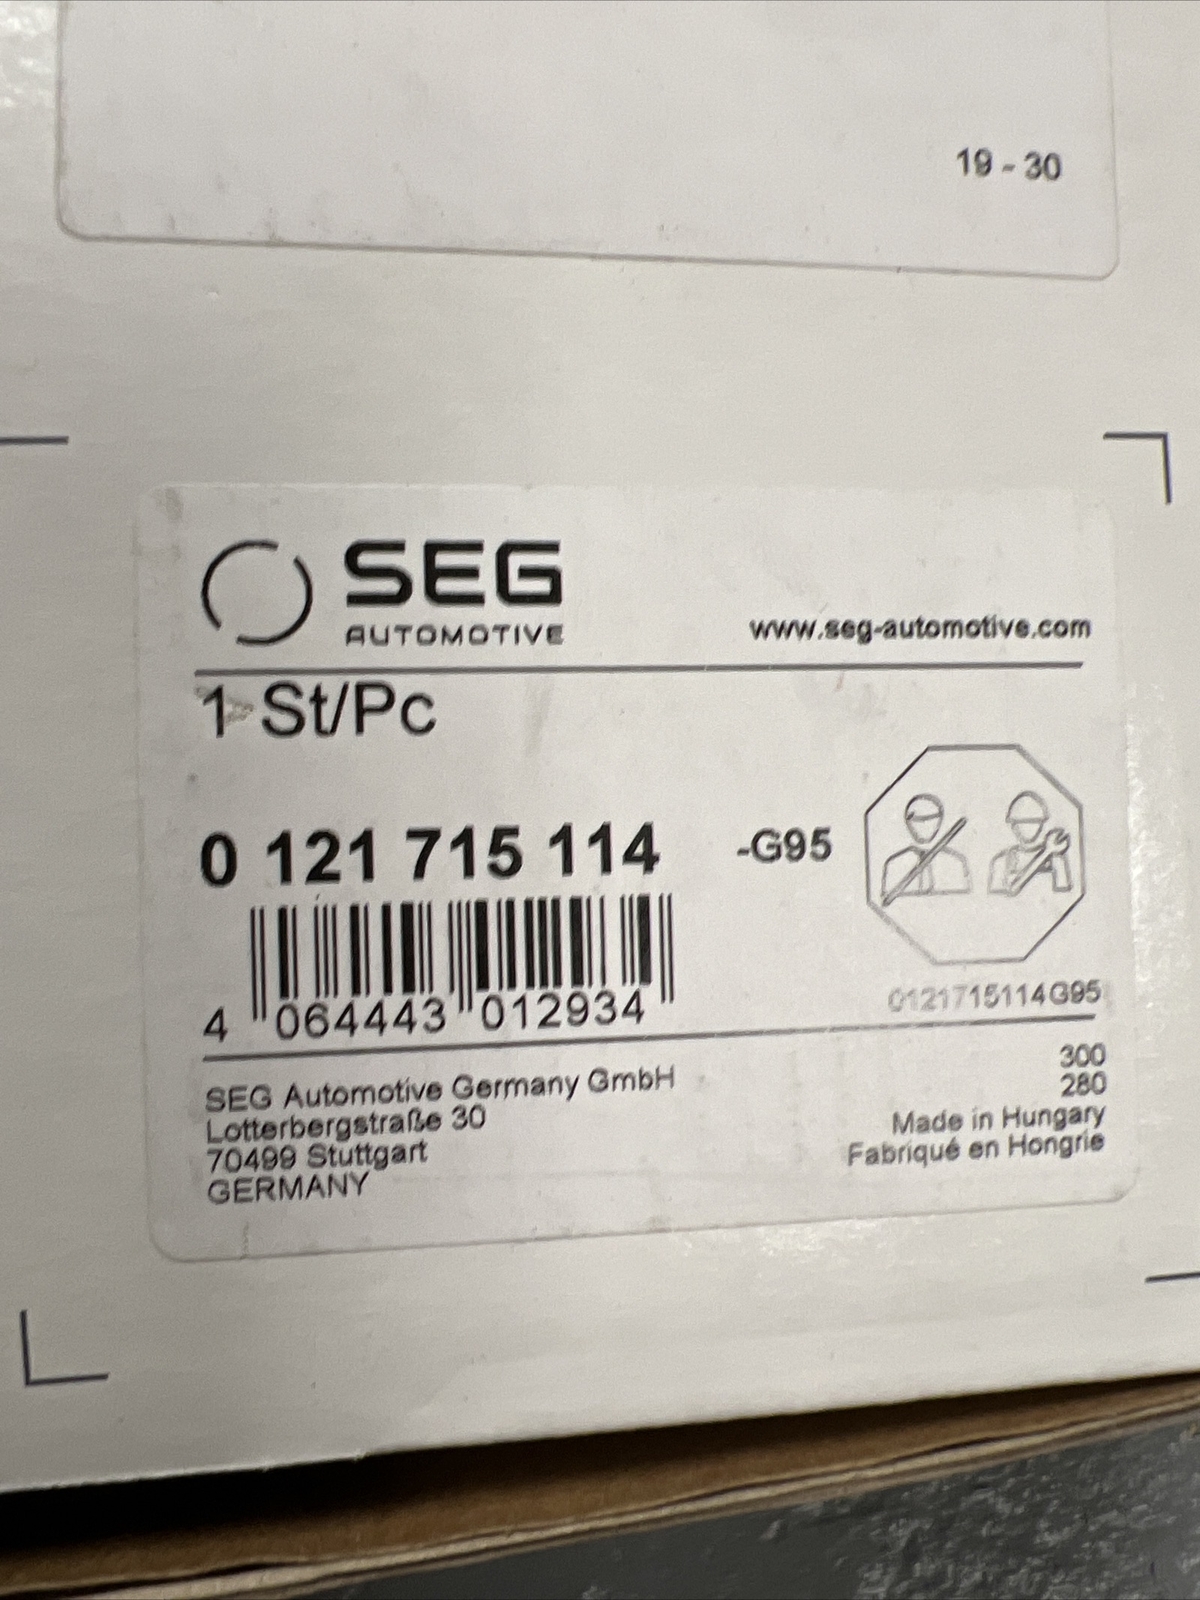 19 - 30
SEG
AUTOMOTIVE
www.seg-automotive.com
1 St/Pc
0 121 715 114 -G95
4 064443 012934
0121715114G95
SEG Automotive Germany GmbH
Lotterbergstraße 30
70499 Stuttgart
GERMANY
300
280
Made in Hungary
Fabriqué en Hongrie